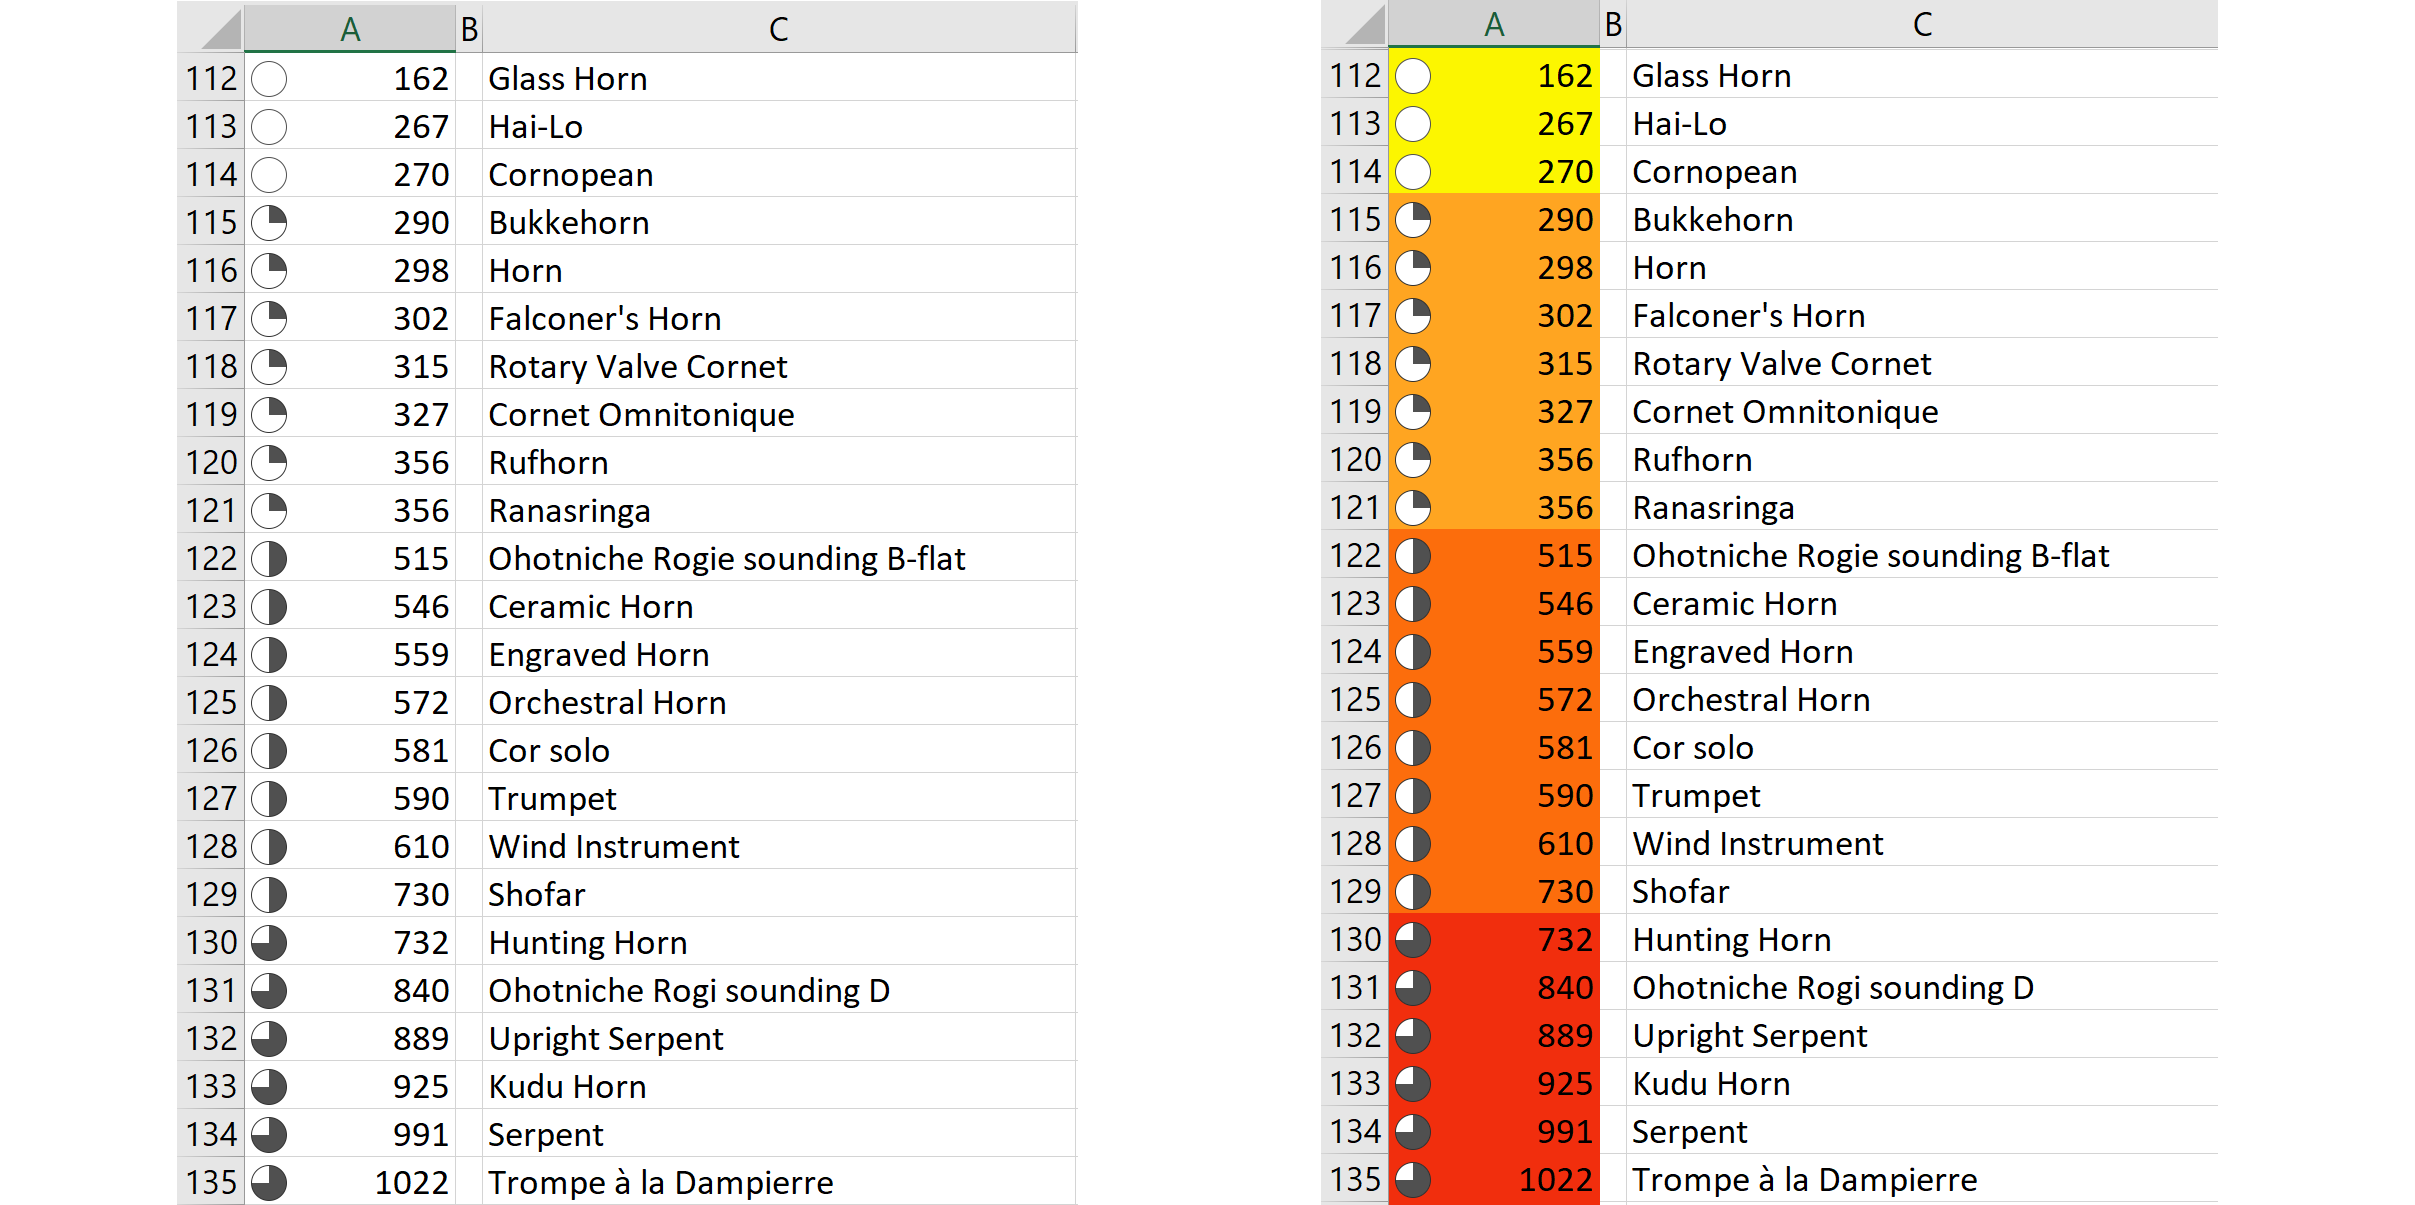 A B C
112 162 Glass Horn
113 267 Hai-Lo
114 270 Cornopean
115 290 Bukkehorn
116 298 Horn
117 302 Falconer's Horn
118 315 Rotary Valve Cornet
119 327 Cornet Omnitonique
120 356 Rufhorn
121 356 Ranasringa
122 515 Ohotniche Rogie sounding B-flat
123 546 Ceramic Horn
124 559 Engraved Horn
125 572 Orchestral Horn
126 581 Cor solo
127 590 Trumpet
128 610 Wind Instrument
129 730 Shofar
130 732 Hunting Horn
131 840 Ohotniche Rogi sounding D
132 889 Upright Serpent
133 925 Kudu Horn
134 991 Serpent
135 1022 Trompe à la Dampierre
A B C
112 162 Glass Horn
113 267 Hai-Lo
114 270 Cornopean
115 290 Bukkehorn
116 298 Horn
117 302 Falconer's Horn
118 315 Rotary Valve Cornet
119 327 Cornet Omnitonique
120 356 Rufhorn
121 356 Ranasringa
122 515 Ohotniche Rogie sounding B-flat
123 546 Ceramic Horn
124 559 Engraved Horn
125 572 Orchestral Horn
126 581 Cor solo
127 590 Trumpet
128 610 Wind Instrument
129 730 Shofar
130 732 Hunting Horn
131 840 Ohotniche Rogi sounding D
132 889 Upright Serpent
133 925 Kudu Horn
134 991 Serpent
135 1022 Trompe à la Dampierre